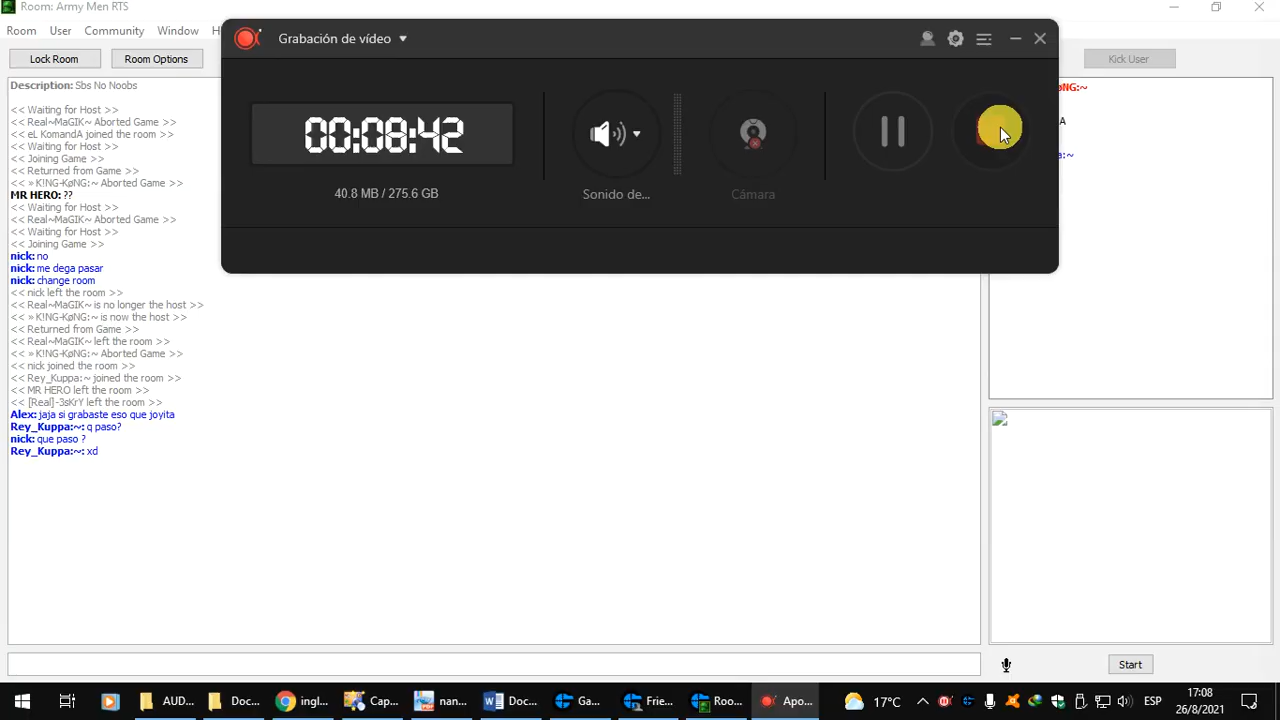 Room: Army Men RTS
Room User Community Window H
Grabación de vídeo
Lock Room Room Options
Kick User
Description: Sbs No Noobs
<< Waiting for Host >>
<< Real~MaGIK~ Aborted Game >>
<< eL KomandA joined the room >>
<< Waiting for Host >>
<< Joining Game >>
<< Returned from Game >>
<< » K!NG-KøNG:~ Aborted Game >>
MR HERO: ??
<< Waiting for Host >>
<< Real~MaGIK~ Aborted Game >>
<< Waiting for Host >>
<< Joining Game >>
nick: no
nick: me dega pasar
nick: change room
<< nick left the room >>
<< Real~MaGIK~ is no longer the host >>
<< » K!NG-KøNG:~ is now the host >>
<< Returned from Game >>
<< Real~MaGIK~ left the room >>
<< » K!NG-KøNG:~ Aborted Game >>
<< nick joined the room >>
<< Rey_Kuppa:~ joined the room >>
<< MR HERO left the room >>
<< [Real]-3sKrY left the room >>
Alex: jaja si grabaste eso que joyita
Rey_Kuppa:~: q paso?
nick: que paso ?
Rey_Kuppa:~: xd
00:08:42
40.8 MB / 275.6 GB
Sonido de...
Cámara
øNG:~
A
a:~
Start
AUD... Doc... ingl... Cap... nan... Doc... Ga... Frie... Roo... Apo...
17°C
ESP
17:08
26/8/2021